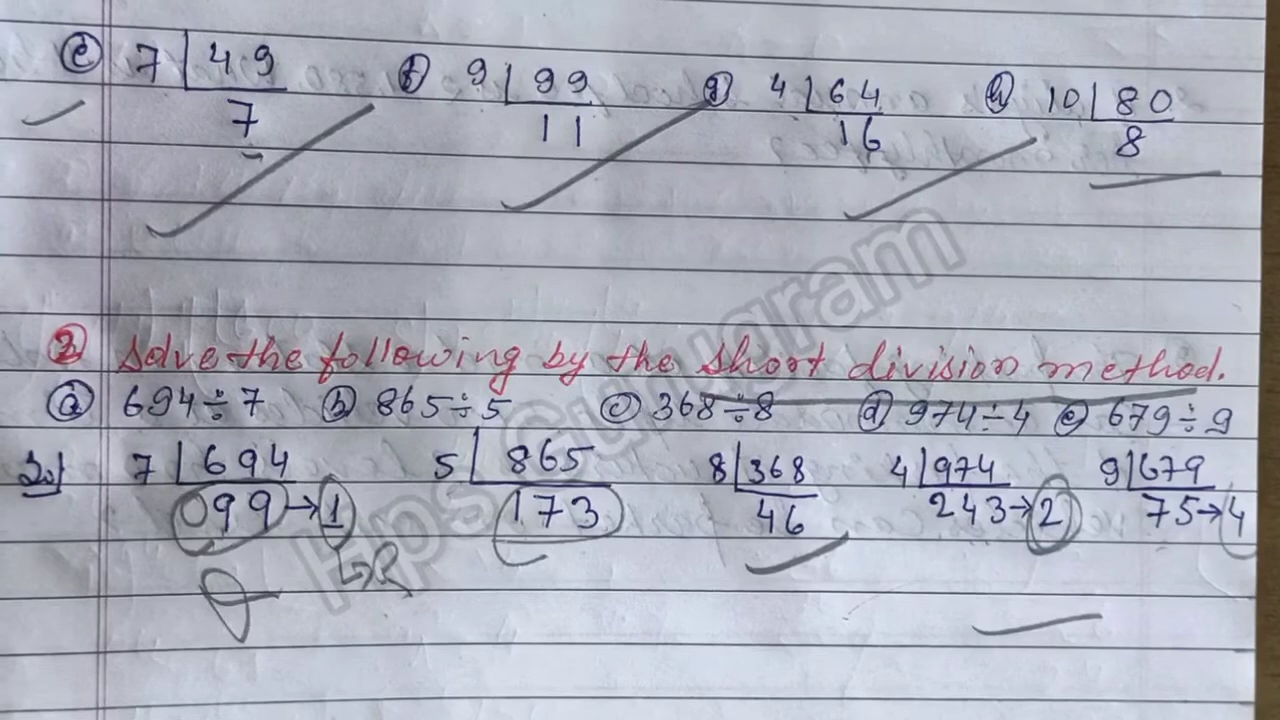 e 7 49 f 9 99 g 4 64 h 10 80
7 11 16 8
2 Solve the following by the short division method.
a 694÷7 b 865÷5 c 368÷8 d 974÷4 e 679÷9
7 694 5 865 8 368 4 974 9 679
099→1 173 46 243→2 75→4
Q ↳R
Hps Gurugram